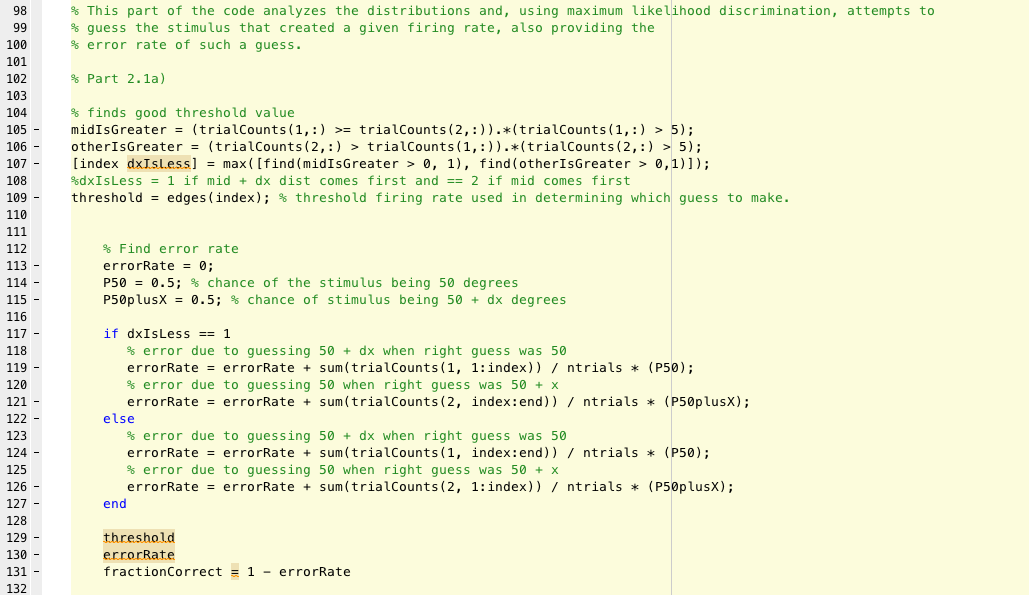 98 % This part of the code analyzes the distributions and, using maximum likelihood discrimination, attempts to
99 % guess the stimulus that created a given firing rate, also providing the
100 % error rate of such a guess.
101
102 % Part 2.1a)
103
104 % finds good threshold value
105 – midIsGreater = (trialCounts(1,:) >= trialCounts(2,:)).*(trialCounts(1,:) > 5);
106 – otherIsGreater = (trialCounts(2,:) > trialCounts(1,:)).*(trialCounts(2,:) > 5);
107 – [index dxIsLess] = max([find(midIsGreater > 0, 1), find(otherIsGreater > 0,1)]);
108 %dxIsLess = 1 if mid + dx dist comes first and == 2 if mid comes first
109 – threshold = edges(index); % threshold firing rate used in determining which guess to make.
110
111
112 % Find error rate
113 – errorRate = 0;
114 – P50 = 0.5; % chance of the stimulus being 50 degrees
115 – P50plusX = 0.5; % chance of stimulus being 50 + dx degrees
116
117 – if dxIsLess == 1
118 % error due to guessing 50 + dx when right guess was 50
119 – errorRate = errorRate + sum(trialCounts(1, 1:index)) / ntrials * (P50);
120 % error due to guessing 50 when right guess was 50 + x
121 – errorRate = errorRate + sum(trialCounts(2, index:end)) / ntrials * (P50plusX);
122 – else
123 % error due to guessing 50 + dx when right guess was 50
124 – errorRate = errorRate + sum(trialCounts(1, index:end)) / ntrials * (P50);
125 % error due to guessing 50 when right guess was 50 + x
126 – errorRate = errorRate + sum(trialCounts(2, 1:index)) / ntrials * (P50plusX);
127 – end
128
129 – threshold
130 – errorRate
131 – fractionCorrect = 1 - errorRate
132